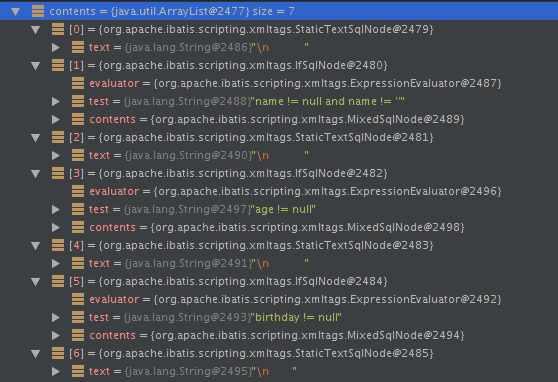 contents = {java.util.ArrayList@2477} size = 7
[0] = {org.apache.ibatis.scripting.xmltags.StaticTextSqlNode@2479}
text = {java.lang.String@2486} "\n          "
[1] = {org.apache.ibatis.scripting.xmltags.IfSqlNode@2480}
evaluator = {org.apache.ibatis.scripting.xmltags.ExpressionEvaluator@2487}
test = {java.lang.String@2488} "name != null and name != ''"
contents = {org.apache.ibatis.scripting.xmltags.MixedSqlNode@2489}
[2] = {org.apache.ibatis.scripting.xmltags.StaticTextSqlNode@2481}
text = {java.lang.String@2490} "\n          "
[3] = {org.apache.ibatis.scripting.xmltags.IfSqlNode@2482}
evaluator = {org.apache.ibatis.scripting.xmltags.ExpressionEvaluator@2496}
test = {java.lang.String@2497} "age != null"
contents = {org.apache.ibatis.scripting.xmltags.MixedSqlNode@2498}
[4] = {org.apache.ibatis.scripting.xmltags.StaticTextSqlNode@2483}
text = {java.lang.String@2491} "\n          "
[5] = {org.apache.ibatis.scripting.xmltags.IfSqlNode@2484}
evaluator = {org.apache.ibatis.scripting.xmltags.ExpressionEvaluator@2492}
test = {java.lang.String@2493} "birthday != null"
contents = {org.apache.ibatis.scripting.xmltags.MixedSqlNode@2494}
[6] = {org.apache.ibatis.scripting.xmltags.StaticTextSqlNode@2485}
text = {java.lang.String@2495} "\n      "